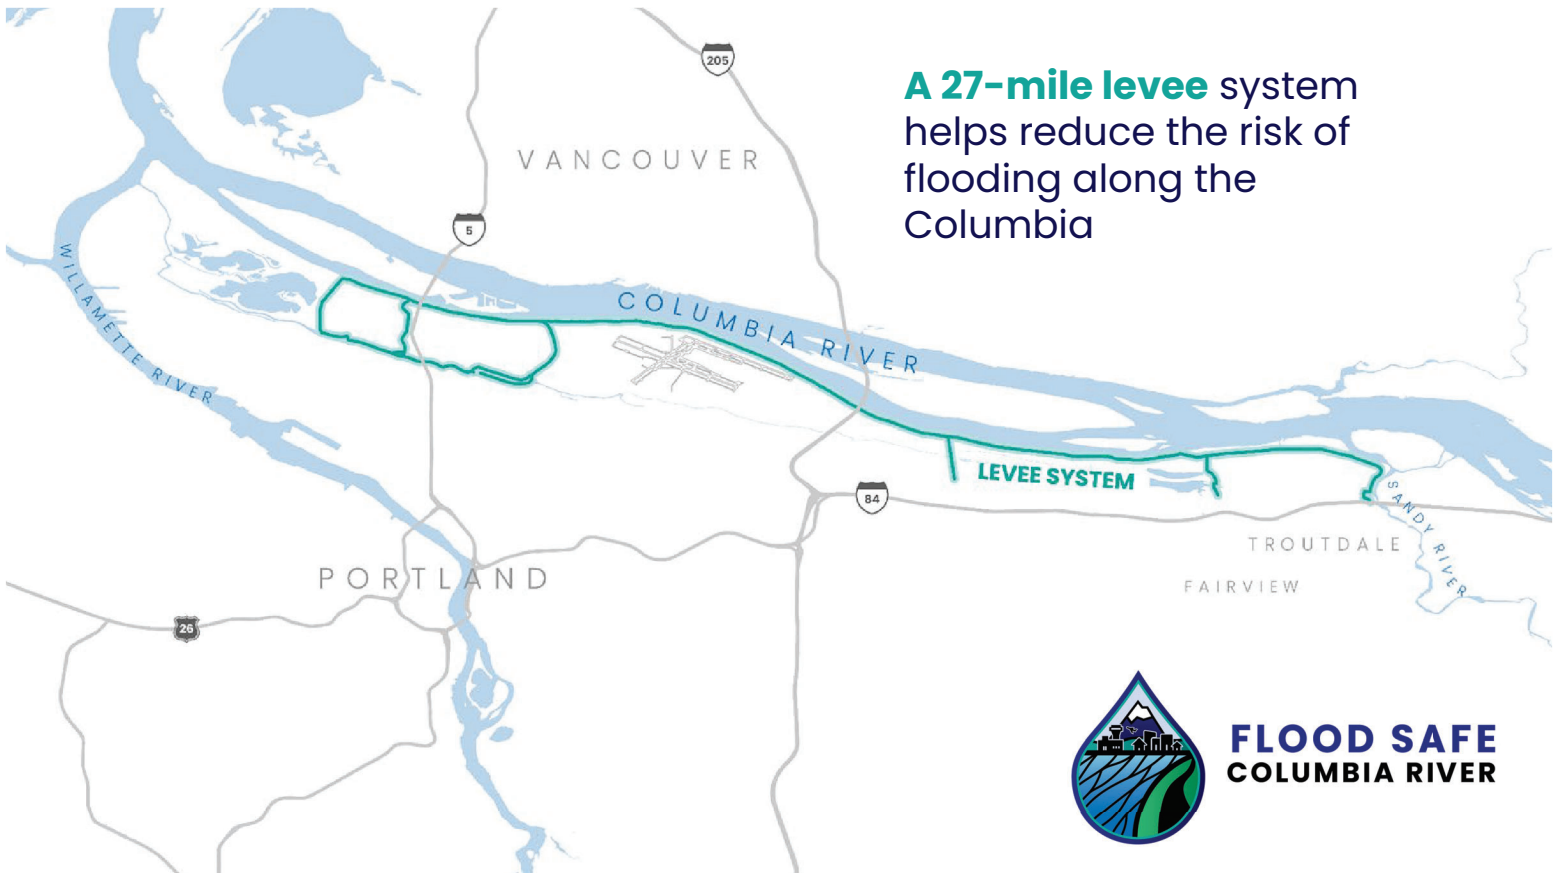 A 27-mile levee system
helps reduce the risk of
flooding along the
Columbia
205
VANCOUVER
5
WILLAMETTE RIVER
COLUMBIA RIVER
LEVEE SYSTEM
84
SANDY RIVER
TROUTDALE
FAIRVIEW
PORTLAND
26
FLOOD SAFE
COLUMBIA RIVER